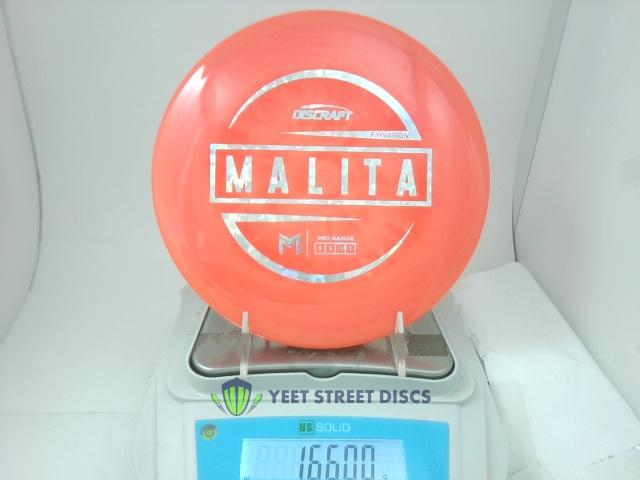 DISCRAFT
FIRST RUN
MALITA
M MID-RANGE
YEET STREET DISCS
US SOLID
166.00 g